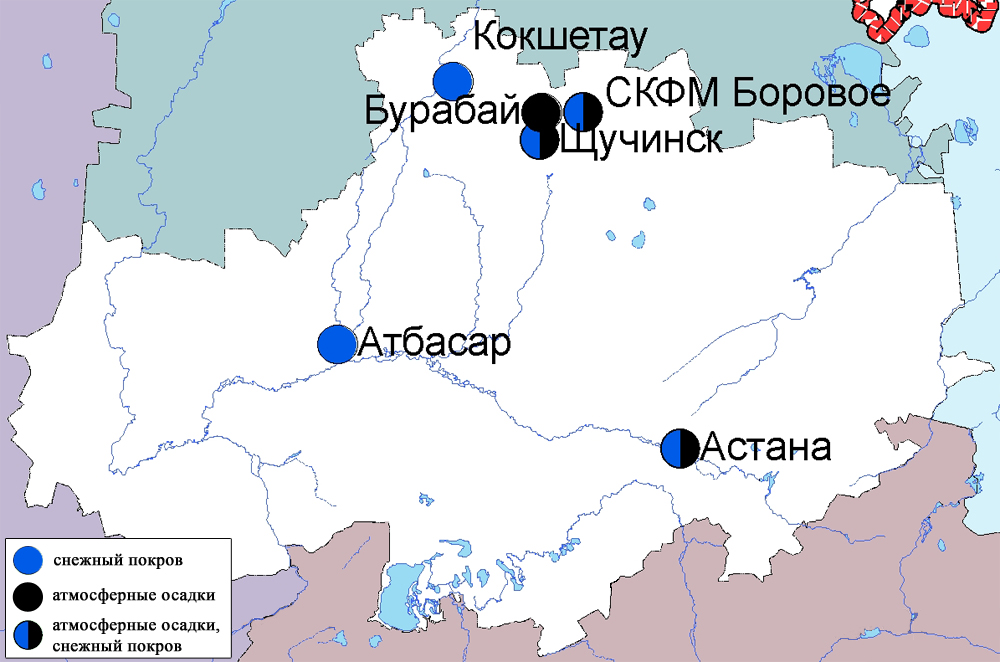 Кокшетау
СКФМ Боровое
Бурабай
Щучинск
Атбасар
Астана
снежный покров
атмосферные осадки
атмосферные осадки,
снежный покров